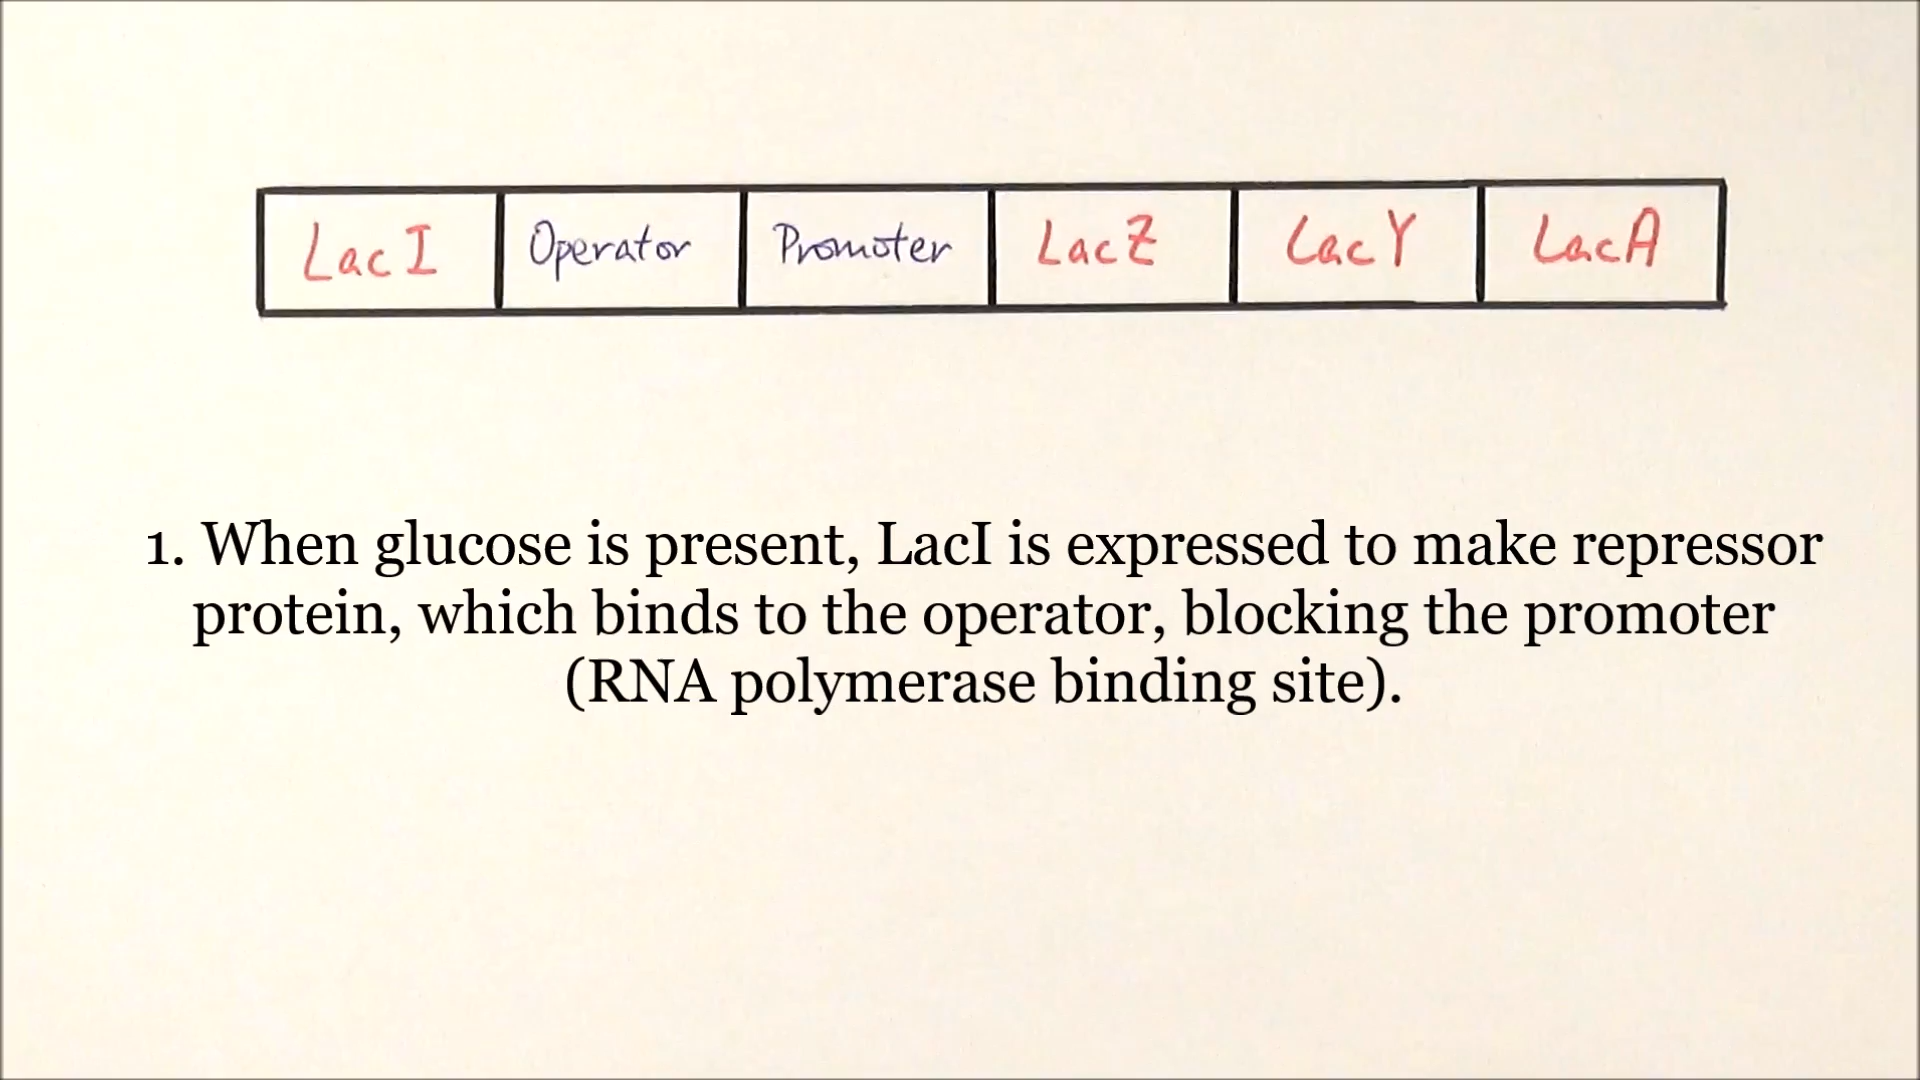 LacI Operator Promoter LacZ LacY LacA
1. When glucose is present, LacI is expressed to make repressor
protein, which binds to the operator, blocking the promoter
(RNA polymerase binding site).